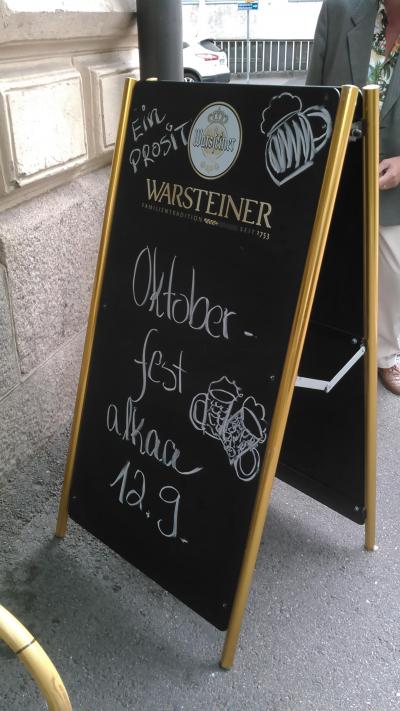 Ein
PROSIT
Warsteiner
WARSTEINER
FAMILIENTRADITION SEIT 1753
Oktober-
fest
alkaa
12.9.